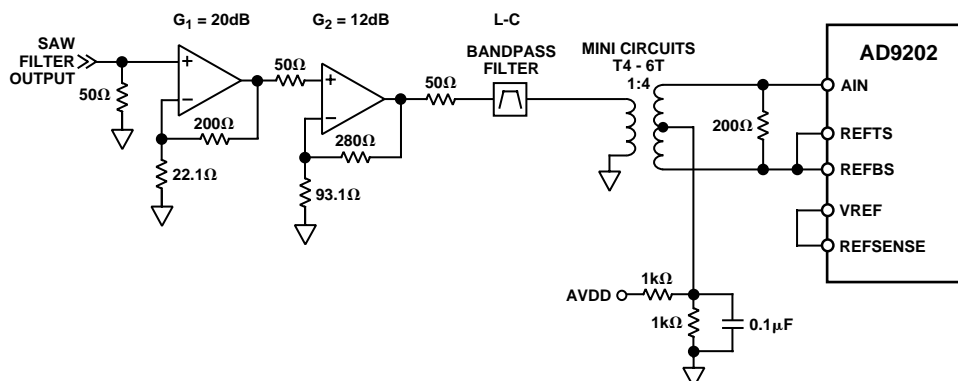 G1 = 20dB
G2 = 12dB
L-C
BANDPASS
FILTER
MINI CIRCUITS
T4 - 6T
1:4
AD9202
SAW
FILTER
OUTPUT
50Ω
+
−
200Ω
22.1Ω
50Ω
+
−
280Ω
93.1Ω
50Ω
200Ω
AIN
REFTS
REFBS
VREF
REFSENSE
AVDD
1kΩ
1kΩ
0.1μF